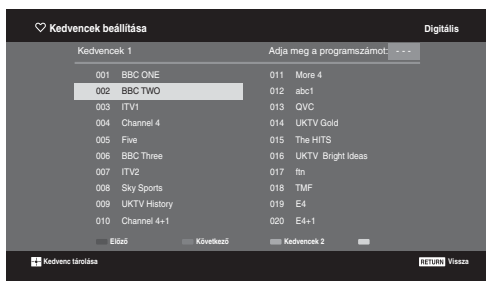 Kedvencek beállítása Digitális
Kedvencek 1 Adja meg a programszámot: - - -
001 BBC ONE 011 More 4
002 BBC TWO 012 abc1
003 ITV1 013 QVC
004 Channel 4 014 UKTV Gold
005 Five 015 The HITS
006 BBC Three 016 UKTV Bright Ideas
007 ITV2 017 ftn
008 Sky Sports 018 TMF
009 UKTV History 019 E4
010 Channel 4+1 020 E4+1
Előző Következő Kedvencek 2
Kedvenc tárolása RETURN Vissza